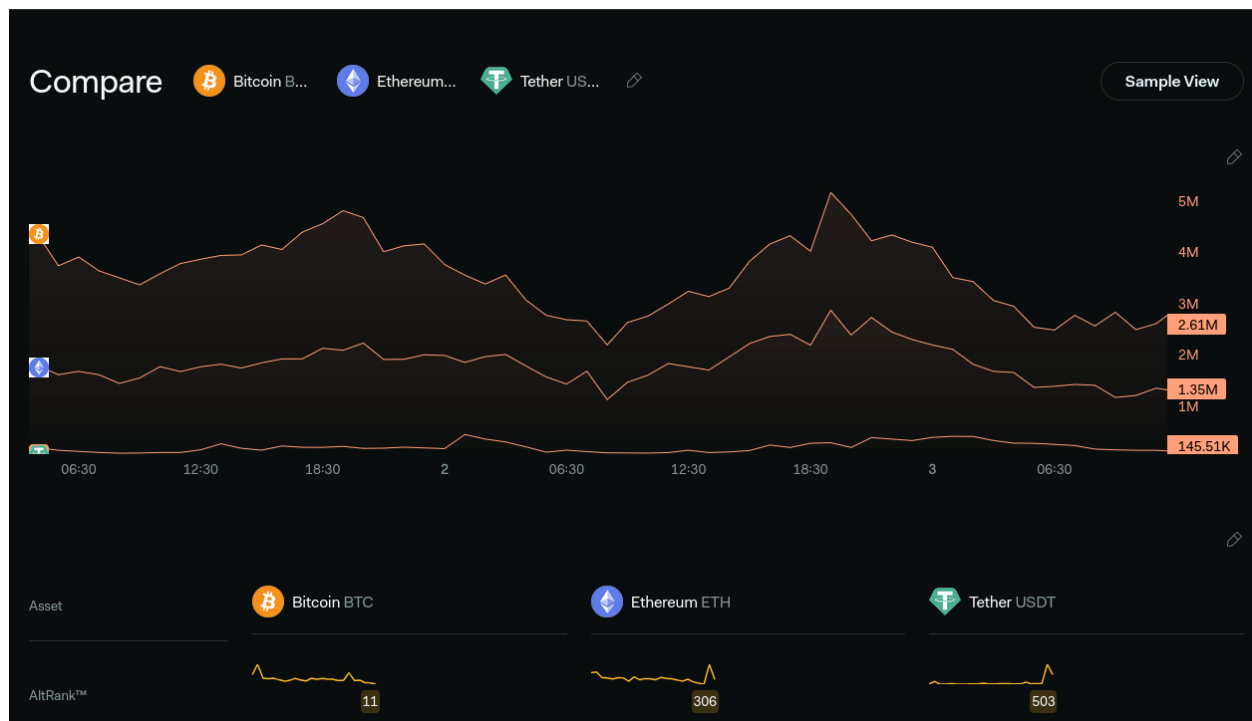 Compare Bitcoin B... Ethereum... Tether US... Sample View
5M
4M
3M
2.61M
2M
1.35M
1M
145.51K
06:30 12:30 18:30 2 06:30 12:30 18:30 3 06:30
Asset Bitcoin BTC Ethereum ETH Tether USDT
AltRank™ 11 306 503